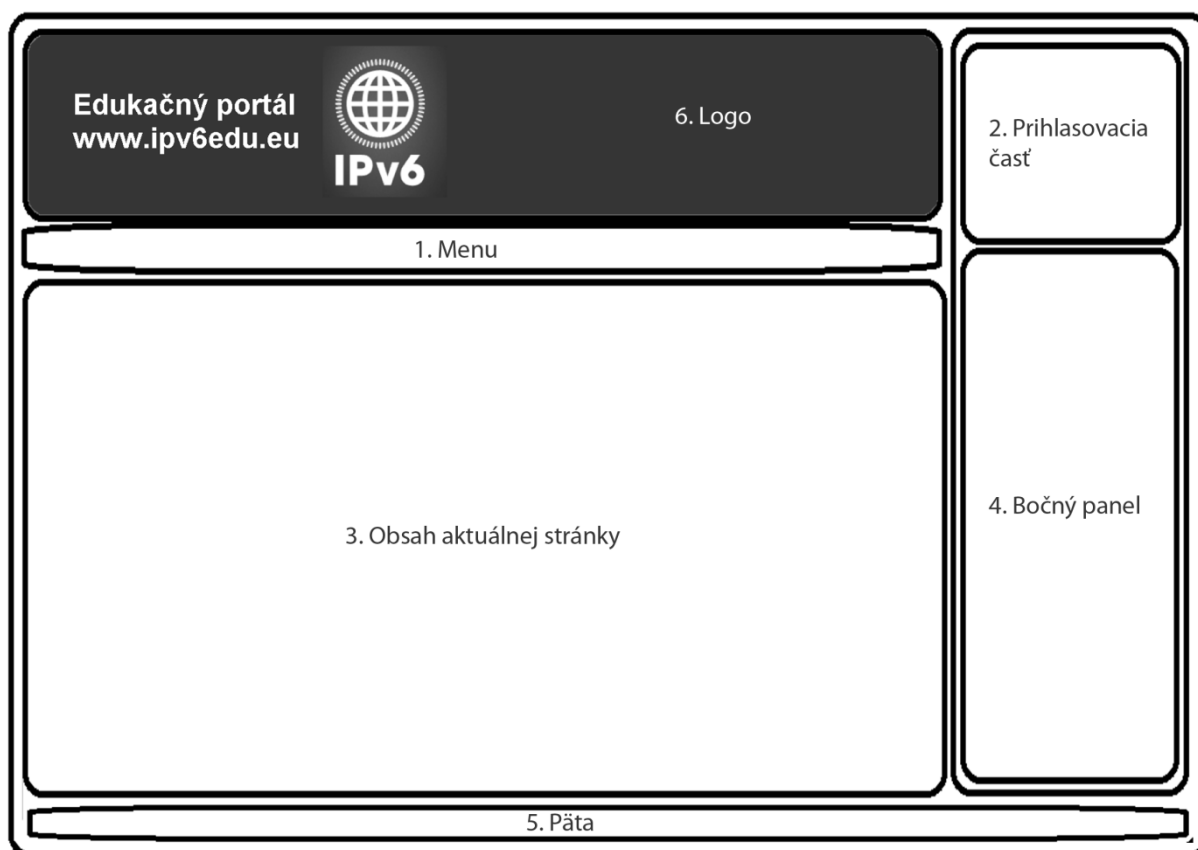 Edukačný portál
www.ipv6edu.eu
IPv6
6. Logo
2. Prihlasovacia
časť
1. Menu
3. Obsah aktuálnej stránky
4. Bočný panel
5. Päta